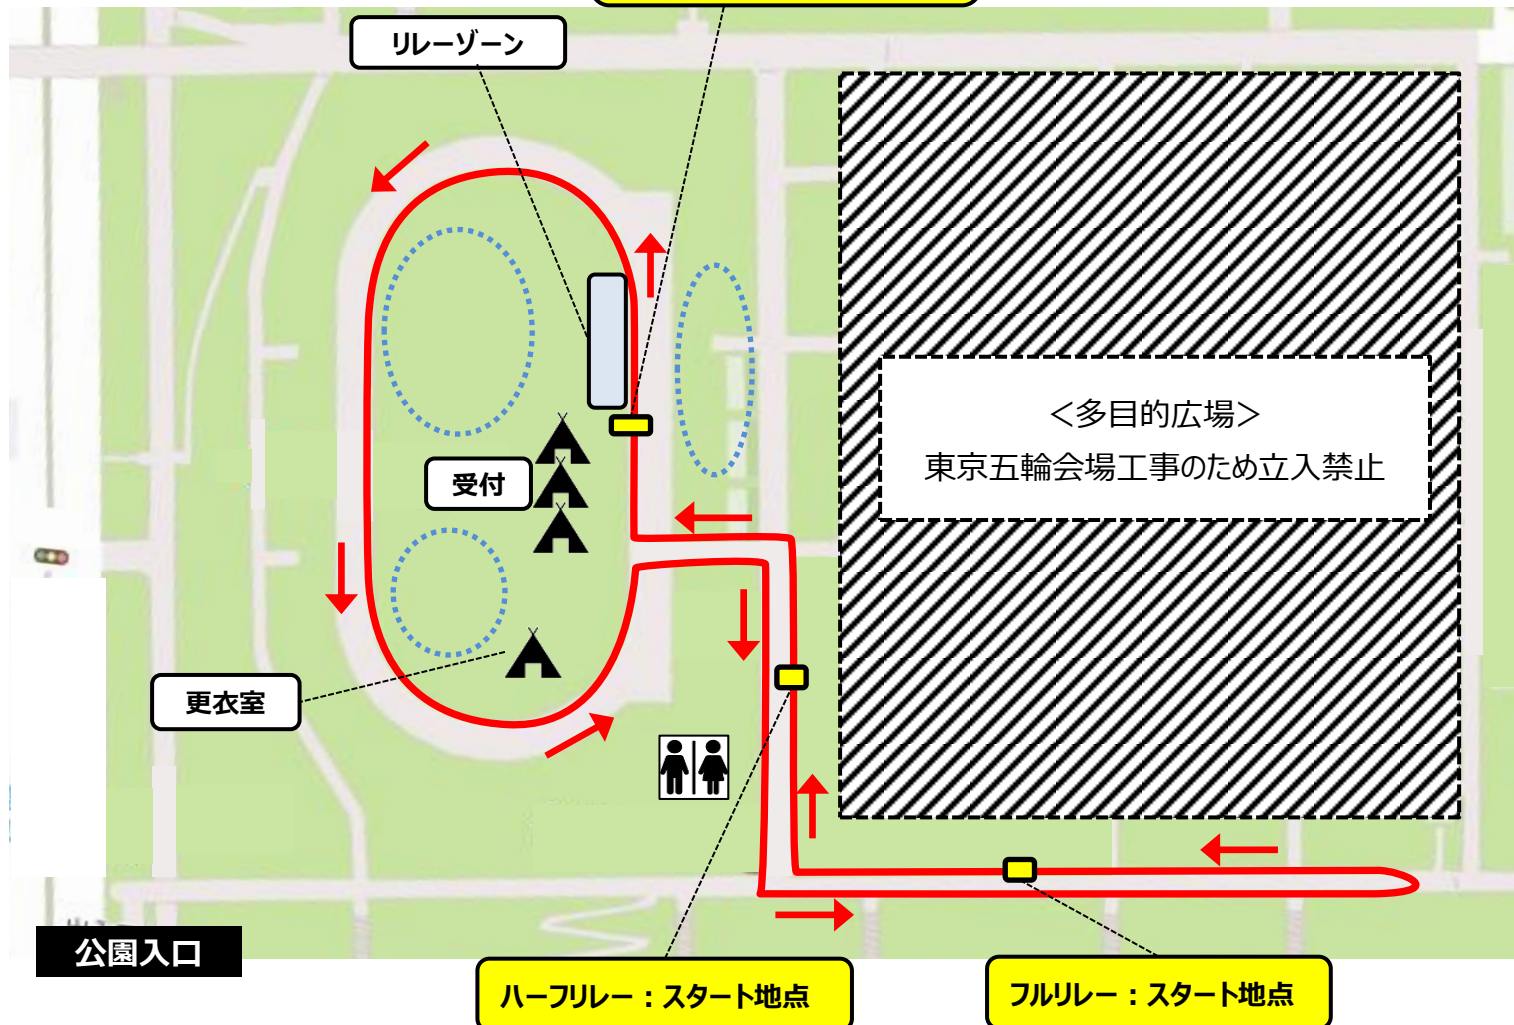 リレーゾーン
<多目的広場>
東京五輪会場工事のため立入禁止
受付
更衣室
公園入口
ハーフリレー：スタート地点
フルリレー：スタート地点